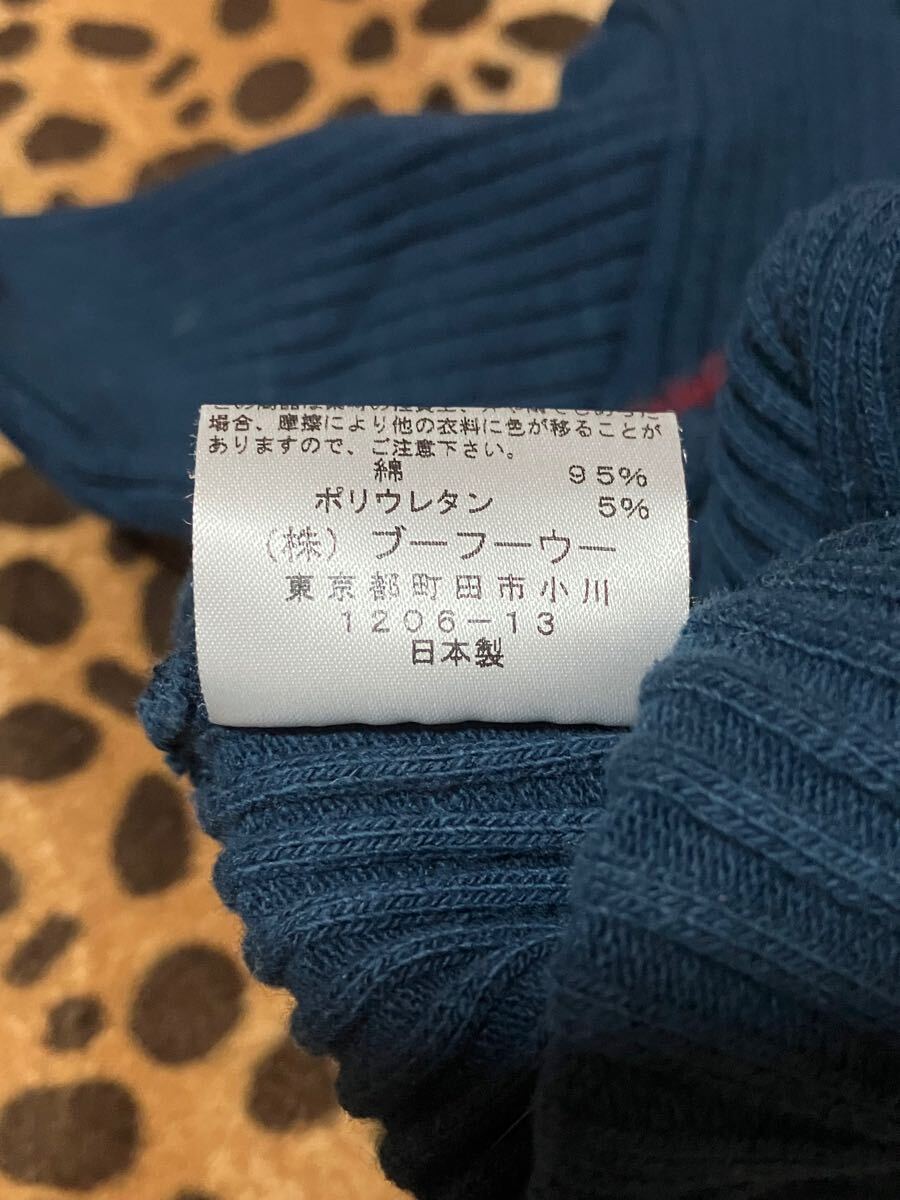 場合、摩擦により他の衣料に色が移ることが
ありますので、ご注意下さい。
綿 95%
ポリウレタン 5%
(株) ブーフーウー
東京都町田市小川
1206-13
日本製